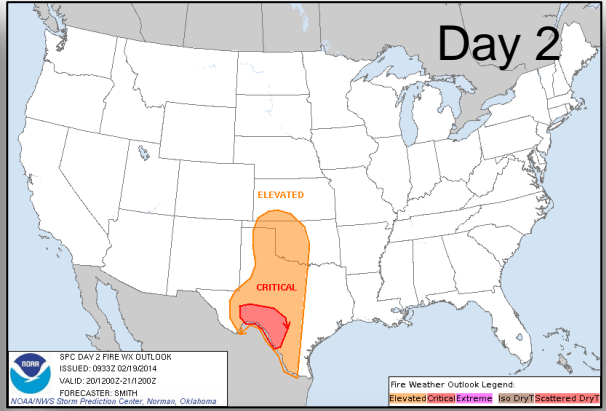 Day 2
ELEVATED
CRITICAL
NOAA
SPC DAY 2 FIRE WX OUTLOOK
ISSUED: 0933Z 02/19/2014
VALID: 20/1200Z-21/1200Z
FORECASTER: SMITH
NOAA/NWS Storm Prediction Center, Norman, Oklahoma
Fire Weather Outlook Legend:
Elevated Critical Extreme Iso DryT Scattered DryT